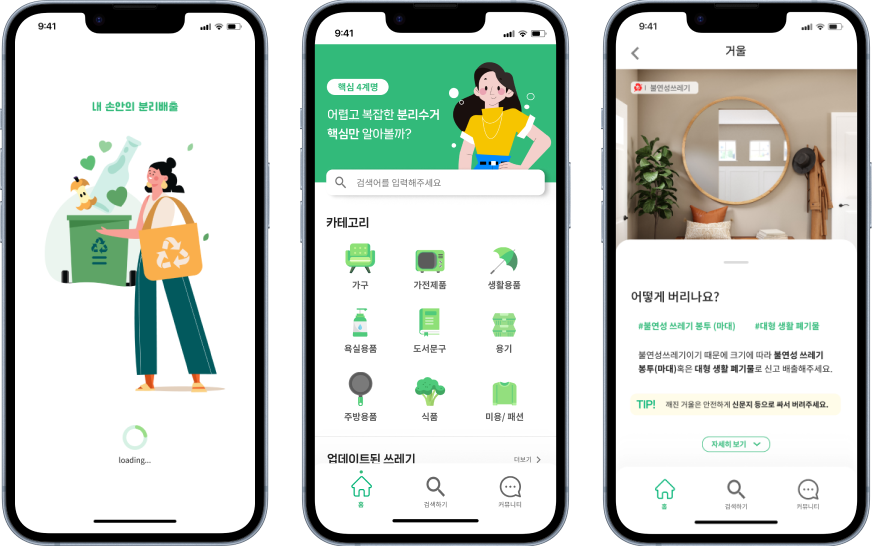 9:41
내 손안의 분리배출
loading...
9:41
핵심 4계명
어렵고 복잡한 분리수거
핵심만 알아볼까?
검색어를 입력해주세요
카테고리
가구
가전제품
생활용품
욕실용품
도서문구
용기
주방용품
식품
미용/ 패션
업데이트된 쓰레기
더보기
홈
검색하기
커뮤니티
9:41
거울
불연성쓰레기
어떻게 버리나요?
#불연성 쓰레기 봉투 (마대)
#대형 생활 폐기물
불연성쓰레기이기 때문에 크기에 따라 불연성 쓰레기
봉투(마대)혹은 대형 생활 폐기물로 신고 배출해주세요.
TIP!
깨진 거울은 안전하게 신문지 등으로 싸서 버려주세요.
자세히 보기
홈
검색하기
커뮤니티